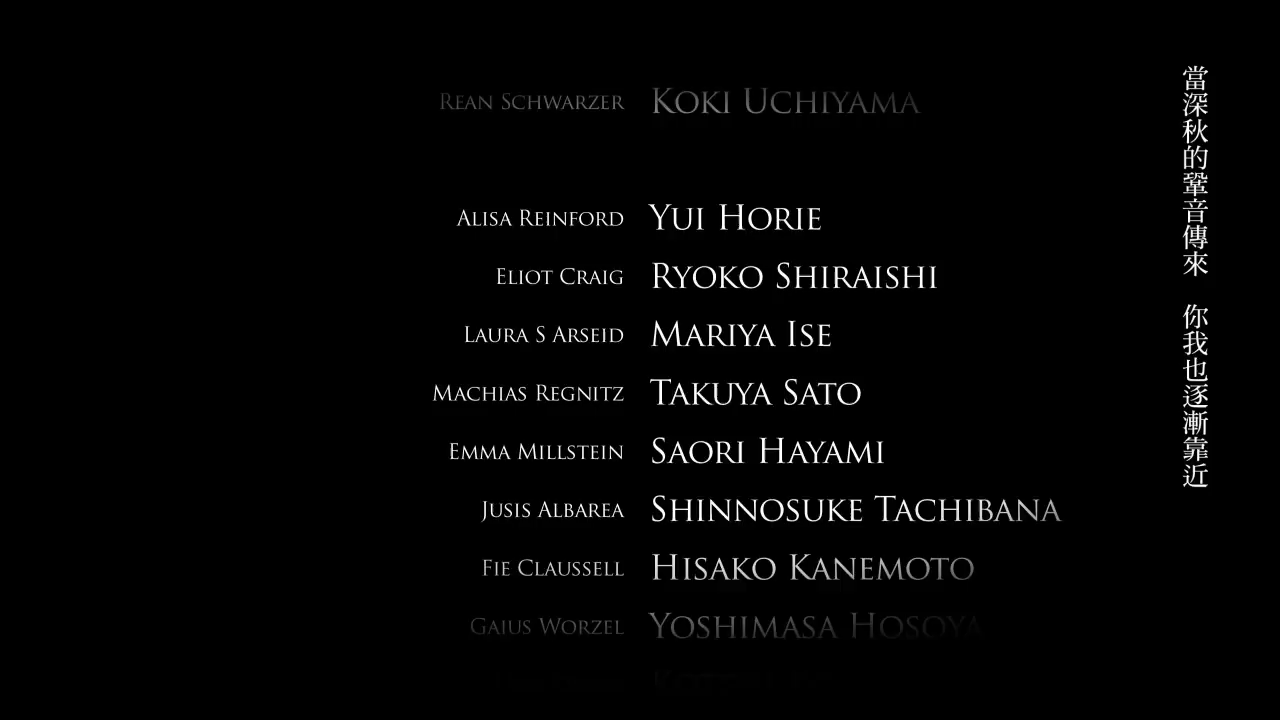 REAN SCHWARZER KOKI UCHIYAMA
ALISA REINFORD YUI HORIE
ELIOT CRAIG RYOKO SHIRAISHI
LAURA S ARSEID MARIYA ISE
MACHIAS REGNITZ TAKUYA SATO
EMMA MILLSTEIN SAORI HAYAMI
JUSIS ALBAREA SHINNOSUKE TACHIBANA
FIE CLAUSSELL HISAKO KANEMOTO
GAIUS WORZEL YOSHIMASA HOSOYA
當深秋的鞏音傳來 你我也逐漸靠近